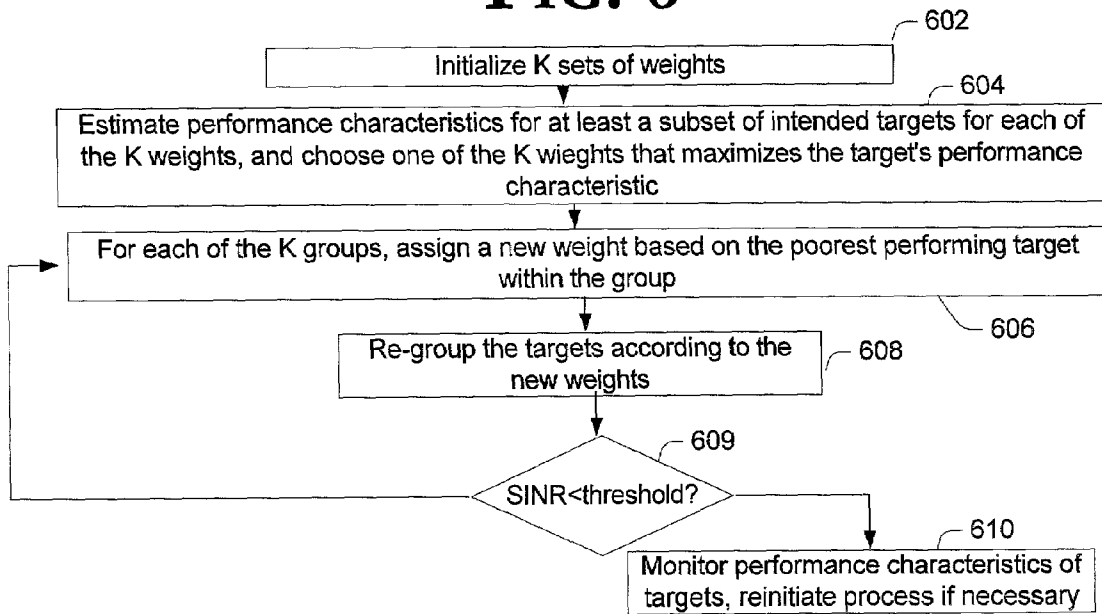 FIG. 6
602
Initialize K sets of weights
604
Estimate performance characteristics for at least a subset of intended targets for each of
the K weights, and choose one of the K wieghts that maximizes the target's performance
characteristic
For each of the K groups, assign a new weight based on the poorest performing target
within the group
606
Re-group the targets according to the
new weights
608
609
SINR<threshold?
610
Monitor performance characteristics of
targets, reinitiate process if necessary